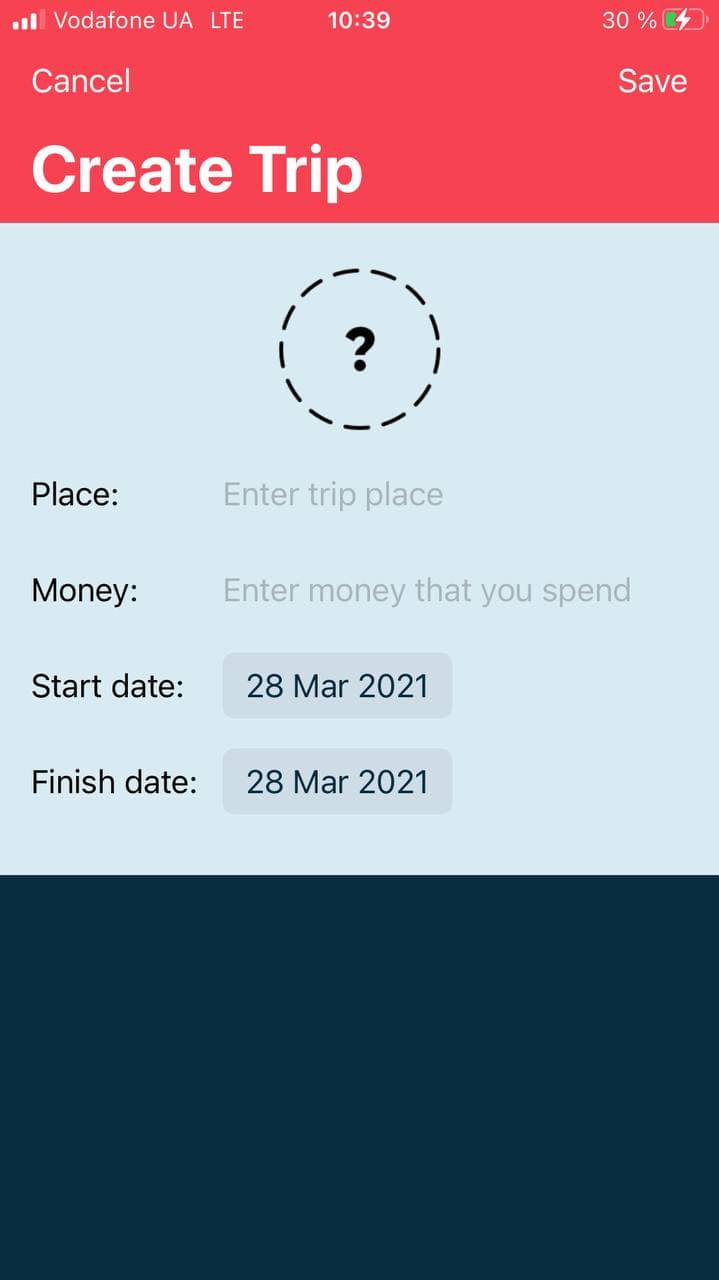 Vodafone UA LTE 10:39 30 %
Cancel Save
Create Trip
?
Place: Enter trip place
Money: Enter money that you spend
Start date: 28 Mar 2021
Finish date: 28 Mar 2021